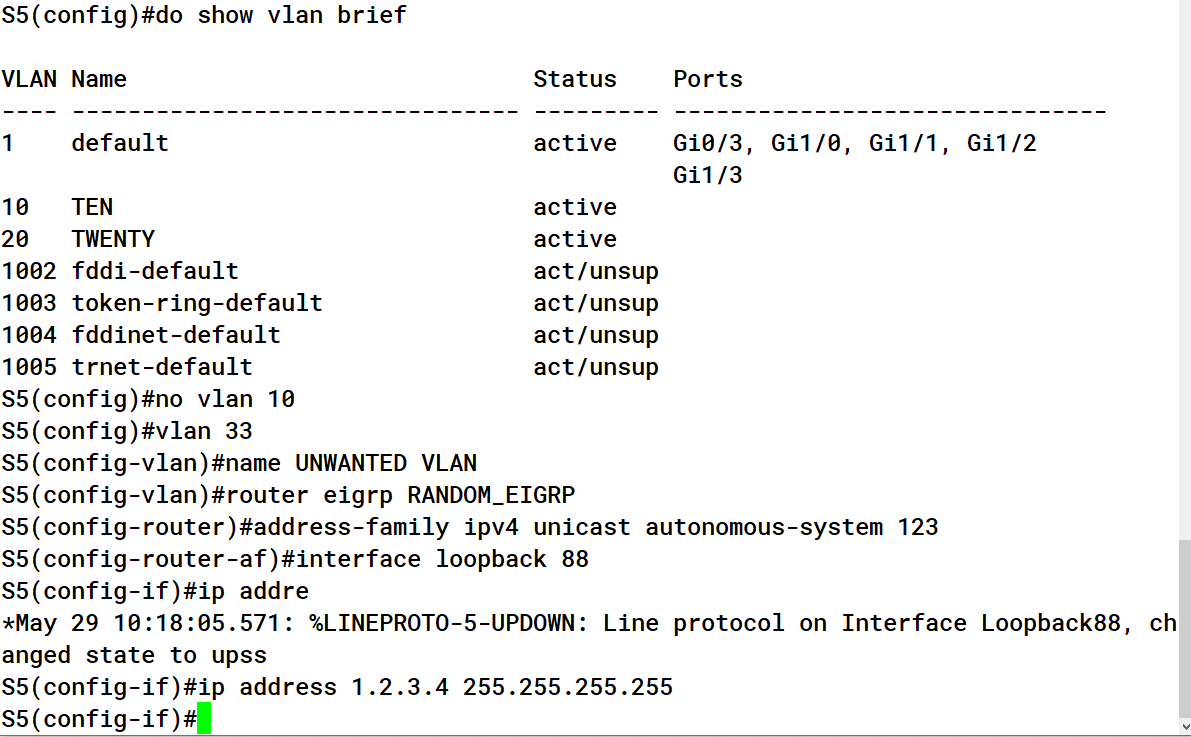 S5(config)#do show vlan brief
VLAN Name                             Status    Ports
---- -------------------------------- --------- -------------------------------
1    default                          active    Gi0/3, Gi1/0, Gi1/1, Gi1/2
                                                Gi1/3
10   TEN                              active
20   TWENTY                           active
1002 fddi-default                     act/unsup
1003 token-ring-default               act/unsup
1004 fddinet-default                  act/unsup
1005 trnet-default                    act/unsup
S5(config)#no vlan 10
S5(config)#vlan 33
S5(config-vlan)#name UNWANTED VLAN
S5(config-vlan)#router eigrp RANDOM_EIGRP
S5(config-router)#address-family ipv4 unicast autonomous-system 123
S5(config-router-af)#interface loopback 88
S5(config-if)#ip addre
*May 29 10:18:05.571: %LINEPROTO-5-UPDOWN: Line protocol on Interface Loopback88, ch
anged state to upss
S5(config-if)#ip address 1.2.3.4 255.255.255.255
S5(config-if)#